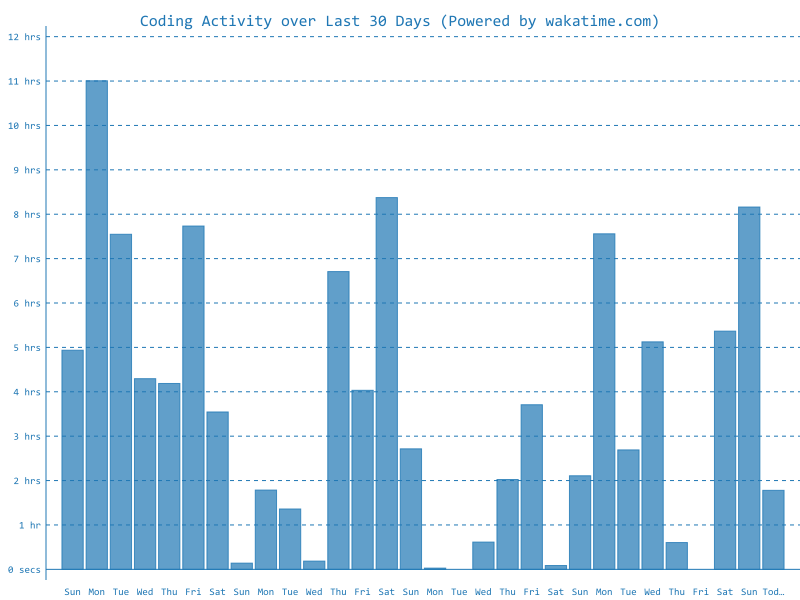 Coding Activity over Last 30 Days (Powered by wakatime.com)
12 hrs
11 hrs
10 hrs
9 hrs
8 hrs
7 hrs
6 hrs
5 hrs
4 hrs
3 hrs
2 hrs
1 hr
0 secs
Sun Mon Tue Wed Thu Fri Sat Sun Mon Tue Wed Thu Fri Sat Sun Mon Tue Wed Thu Fri Sat Sun Mon Tue Wed Thu Fri Sat Sun Tod…